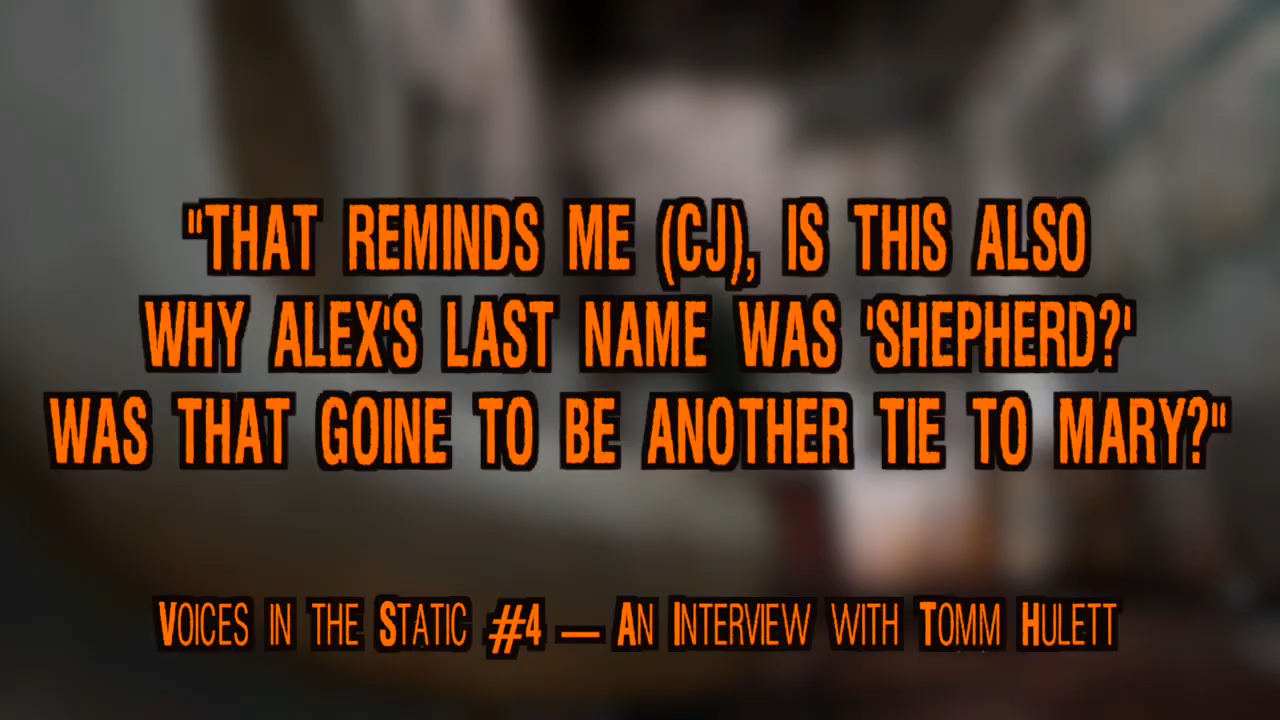 "THAT REMINDS ME (CJ), IS THIS ALSO
WHY ALEX'S LAST NAME WAS 'SHEPHERD?'
WAS THAT GOINE TO BE ANOTHER TIE TO MARY?"
VOICES IN THE STATIC #4 — AN INTERVIEW WITH TOMM HULETT